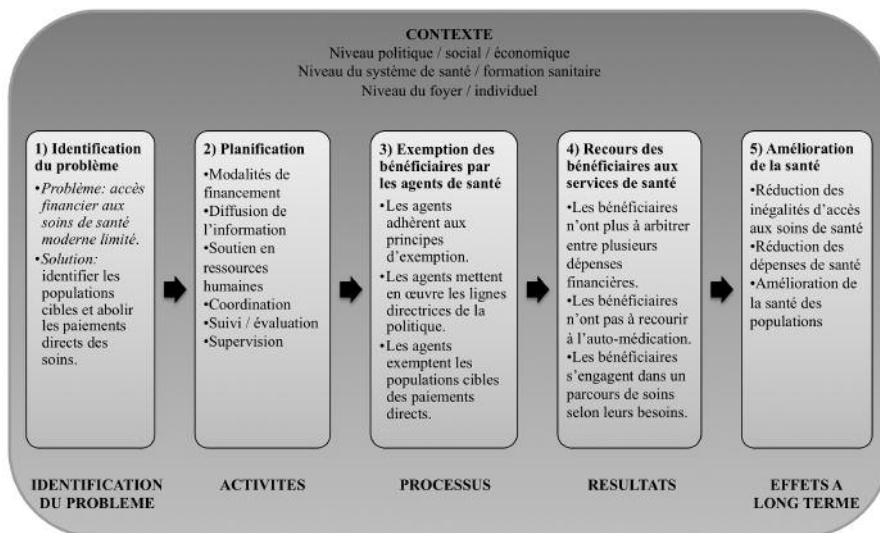 CONTEXTE
Niveau politique / social / économique
Niveau du système de santé / formation sanitaire
Niveau du foyer / individuel
1) Identification
du problème
•Problème: accès
financier aux
soins de santé
moderne limité.
•Solution:
identifier les
populations
cibles et abolir
les paiements
directs des
soins.
2) Planification
•Modalités de
financement
•Diffusion de
l'information
•Soutien en
ressources
humaines
•Coordination
•Suivi / évaluation
•Supervision
3) Exemption des
bénéficiaires par
les agents de santé
•Les agents
adhèrent aux
principes
d'exemption.
•Les agents mettent
en œuvre les lignes
directrices de la
politique.
•Les agents
exemptent les
populations cibles
des paiements
directs.
4) Recours des
bénéficiaires aux
services de santé
•Les bénéficiaires
n'ont plus à arbitrer
entre plusieurs
dépenses
financières.
•Les bénéficiaires
n'ont pas à recourir
à l'auto-médication.
•Les bénéficiaires
s'engagent dans un
parcours de soins
selon leurs besoins.
5) Amélioration
de la santé
•Réduction des
inégalités d'accès
aux soins de santé
•Réduction des
dépenses de santé
•Amélioration de
la santé des
populations
IDENTIFICATION
DU PROBLEME
ACTIVITES
PROCESSUS
RESULTATS
EFFETS A
LONG TERME